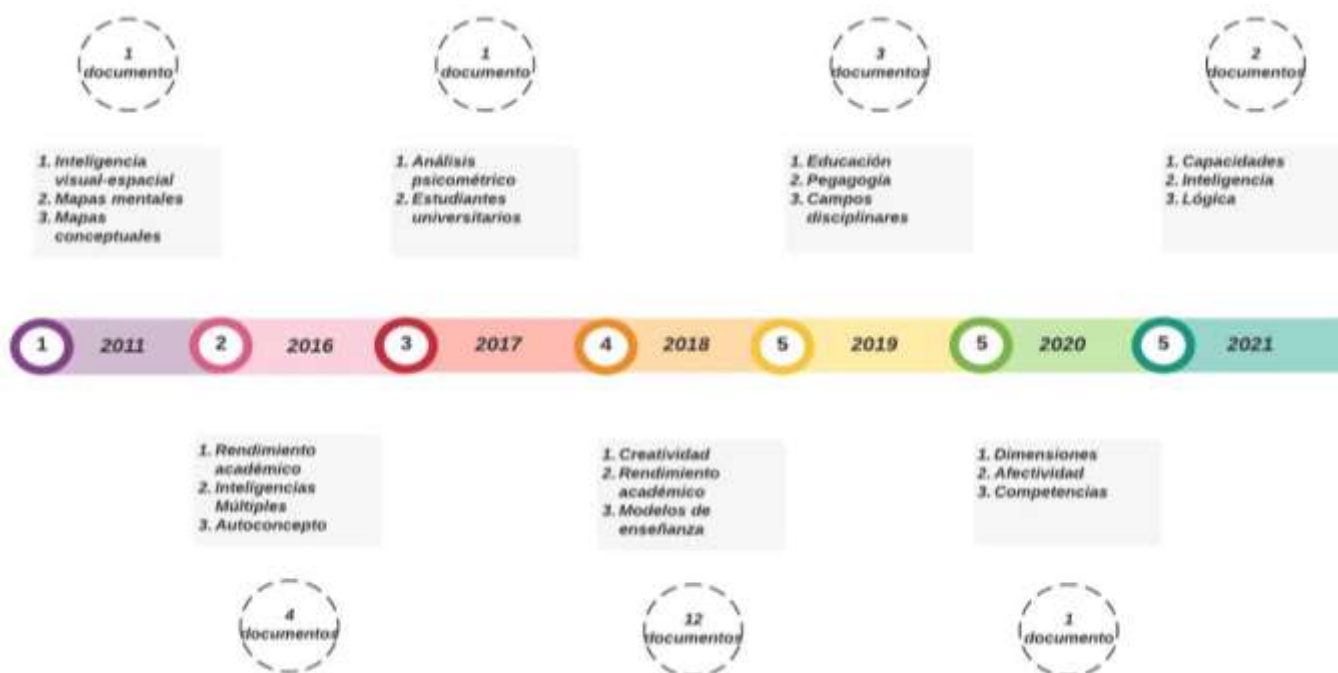 1
documento
1
documento
3
documentos
2
documentos
1. Inteligencia
visual-espacial
2. Mapas mentales
3. Mapas
conceptuales
1. Análisis
psicométrico
2. Estudiantes
universitarios
1. Educación
2. Pegagogía
3. Campos
disciplinares
1. Capacidades
2. Inteligencia
3. Lógica
1 2011 2 2016 3 2017 4 2018 5 2019 5 2020 5 2021
1. Rendimiento
académico
2. Inteligencias
Múltiples
3. Autoconcepto
1. Creatividad
2. Rendimiento
académico
3. Modelos de
enseñanza
1. Dimensiones
2. Afectividad
3. Competencias
4
documentos
12
documentos
1
documento